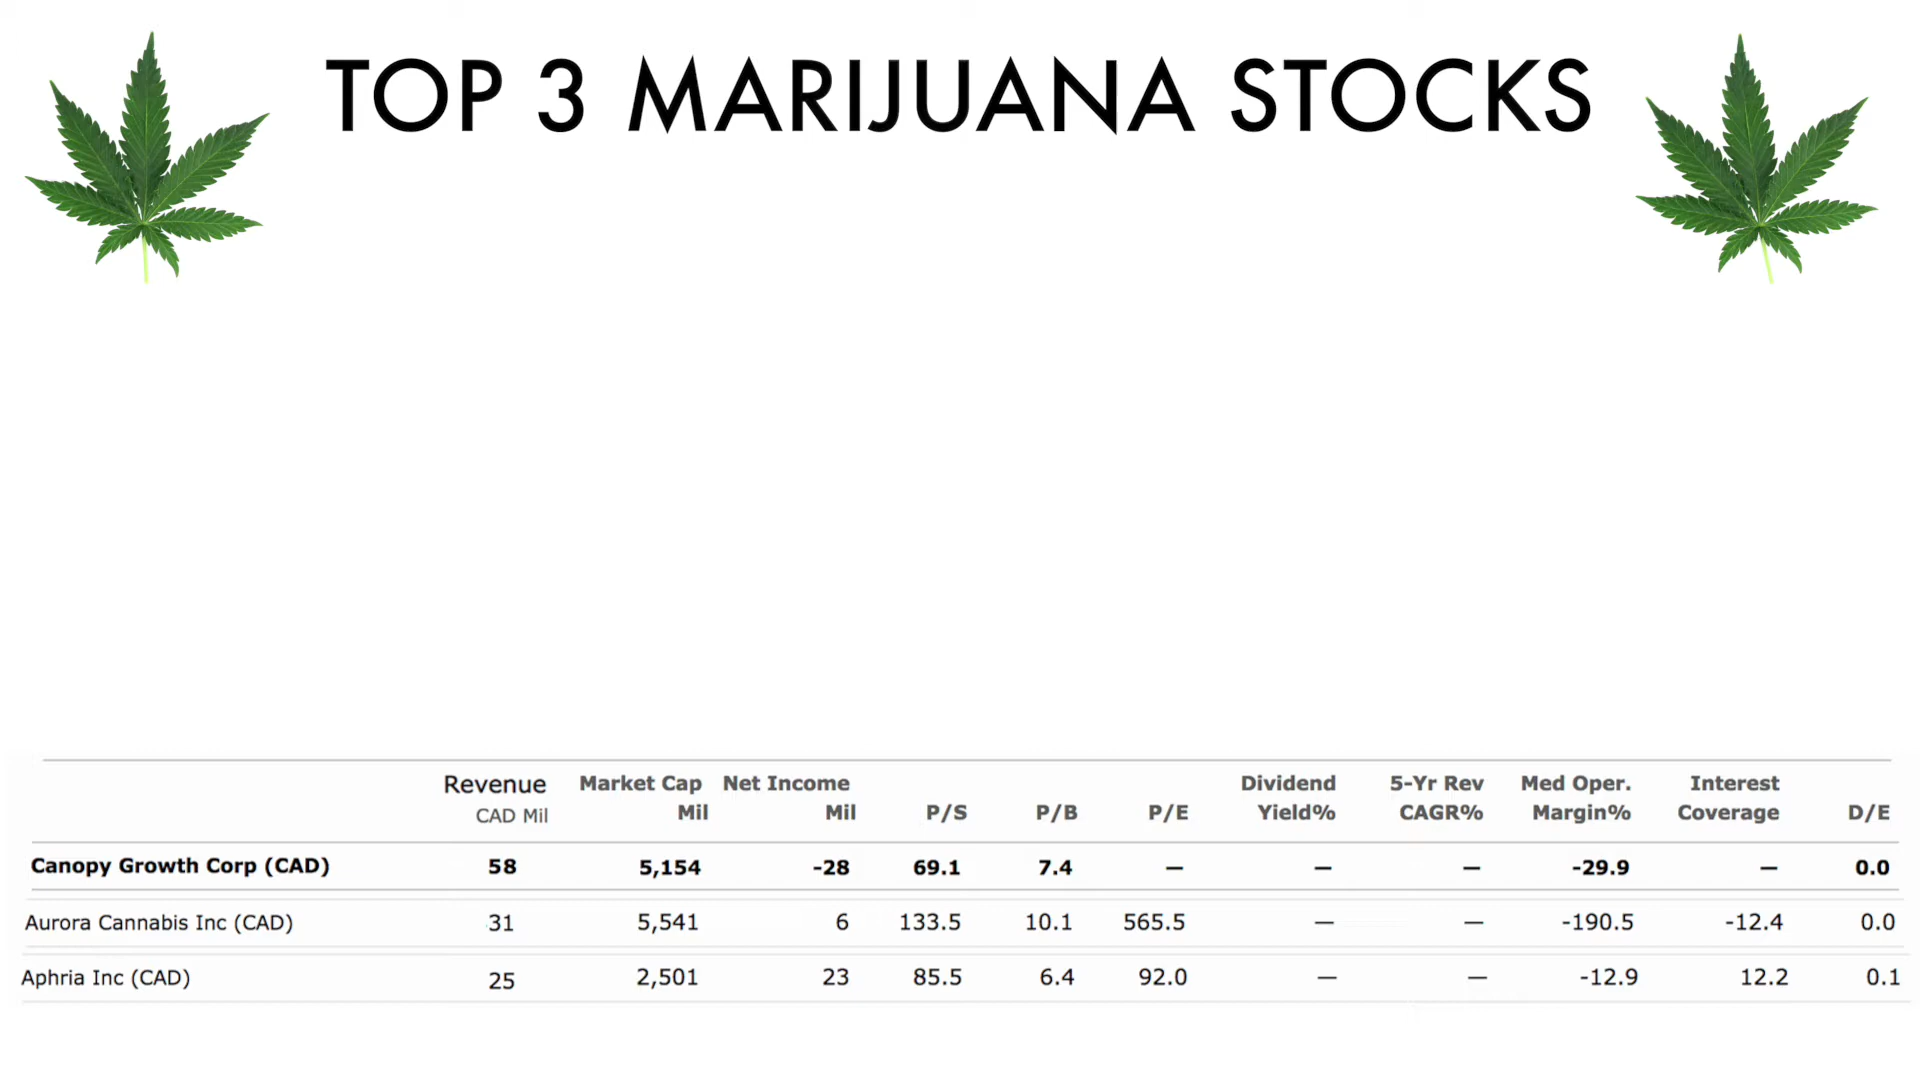 TOP 3 MARIJUANA STOCKS
Revenue Market Cap Net Income Dividend 5-Yr Rev Med Oper. Interest
CAD Mil Mil Mil P/S P/B P/E Yield% CAGR% Margin% Coverage D/E
Canopy Growth Corp (CAD) 58 5,154 -28 69.1 7.4 — — — -29.9 — 0.0
Aurora Cannabis Inc (CAD) 31 5,541 6 133.5 10.1 565.5 — — -190.5 -12.4 0.0
Aphria Inc (CAD) 25 2,501 23 85.5 6.4 92.0 — — -12.9 12.2 0.1